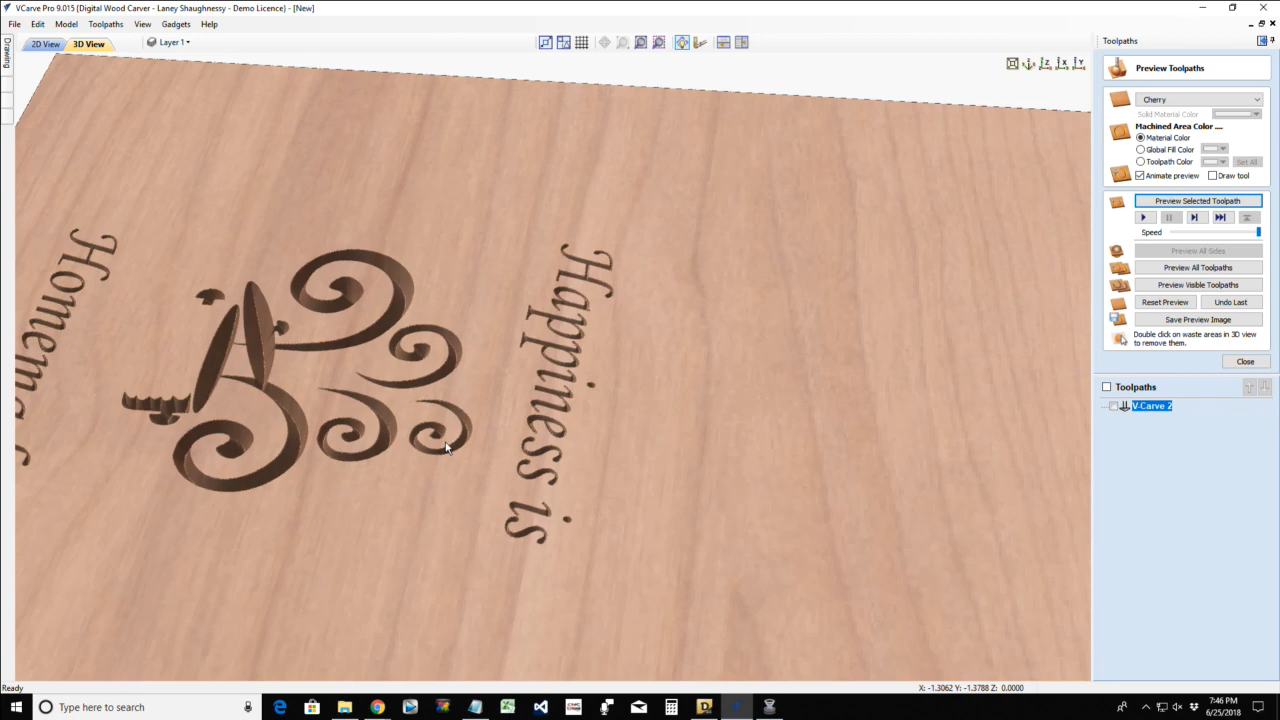 VCarve Pro 9.015 {Digital Wood Carver - Laney Shaughnessy - Demo Licence} - [New]
File Edit Model Toolpaths View Gadgets Help
2D View 3D View Layer 1
Drawing
Z X Y
Happiness is
Toolpaths
Preview Toolpaths
Cherry
Solid Material Color
Machined Area Color ....
Material Color
Global Fill Color
Toolpath Color Set All
Animate preview Draw tool
Preview Selected Toolpath
Speed
Preview All Sides
Preview All Toolpaths
Preview Visible Toolpaths
Reset Preview Undo Last
Save Preview Image
Double click on waste areas in 3D view
to remove them.
Close
Toolpaths
V-Carve 2
Ready X: -1.3062 Y: -1.3788 Z: 0.0000
Type here to search
7:46 PM
6/25/2018